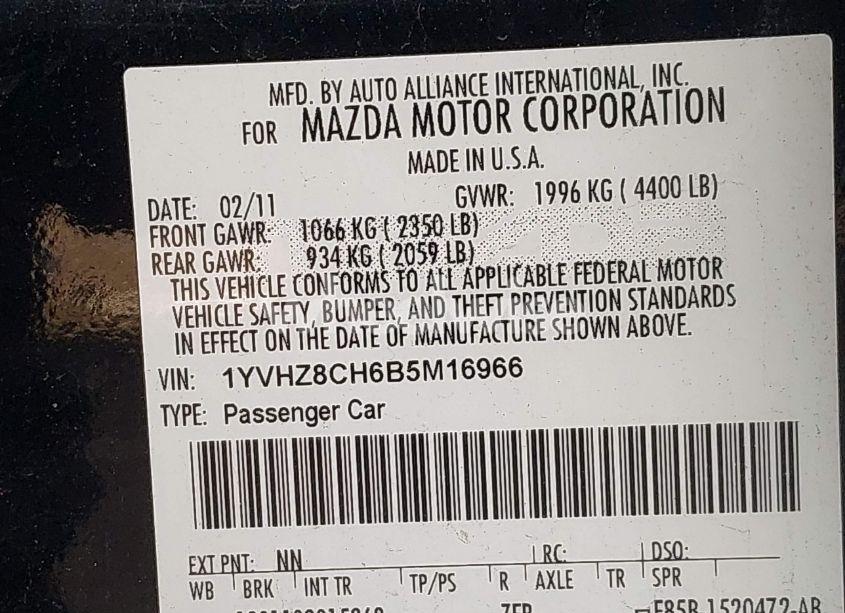 MFD. BY AUTO ALLIANCE INTERNATIONAL, INC.
FOR MAZDA MOTOR CORPORATION
MADE IN U.S.A.
DATE: 02/11 GVWR: 1996 KG ( 4400 LB)
FRONT GAWR: 1066 KG ( 2350 LB)
REAR GAWR: 934 KG ( 2059 LB)
THIS VEHICLE CONFORMS TO ALL APPLICABLE FEDERAL MOTOR
VEHICLE SAFETY, BUMPER, AND THEFT PREVENTION STANDARDS
IN EFFECT ON THE DATE OF MANUFACTURE SHOWN ABOVE.
VIN: 1YVHZ8CH6B5M16966
TYPE: Passenger Car
EXT PNT: NN RC: DSO:
WB BRK INT TR TP/PS R AXLE TR SPR